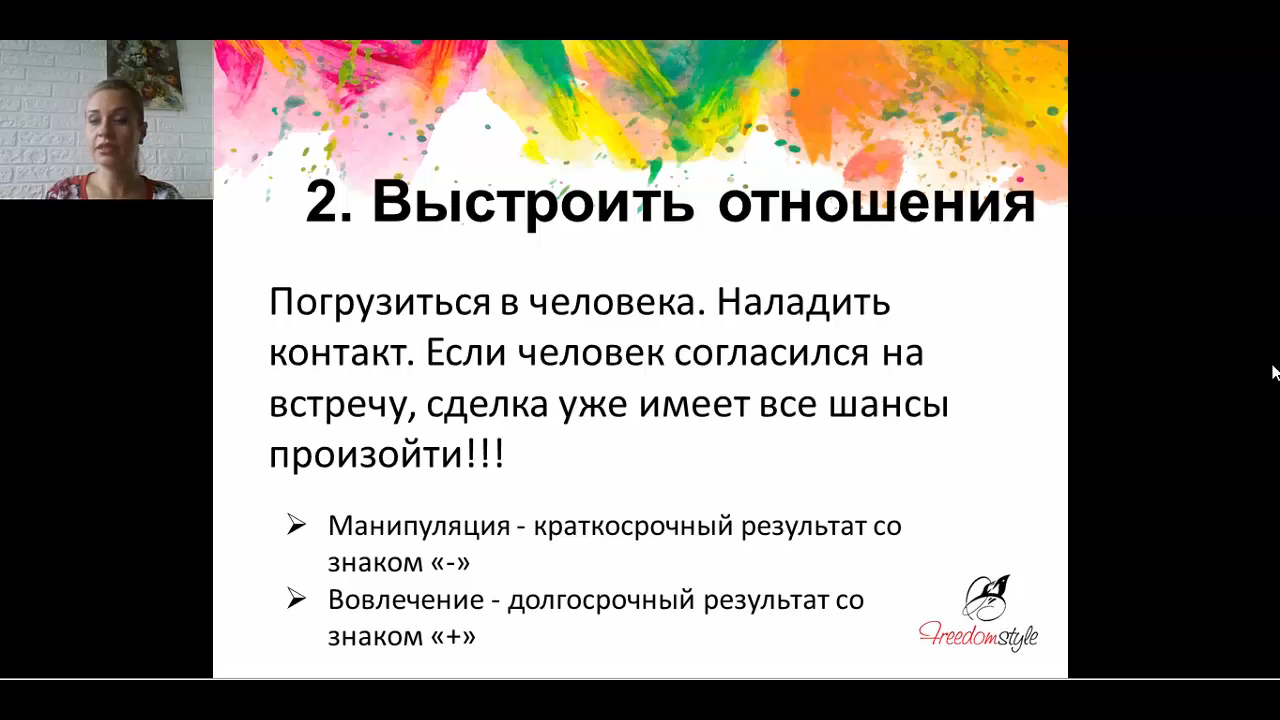 2. Выстроить отношения
Погрузиться в человека. Наладить
контакт. Если человек согласился на
встречу, сделка уже имеет все шансы
произойти!!!
Манипуляция - краткосрочный результат со
знаком «-»
Вовлечение - долгосрочный результат со
знаком «+»
Freedomstyle